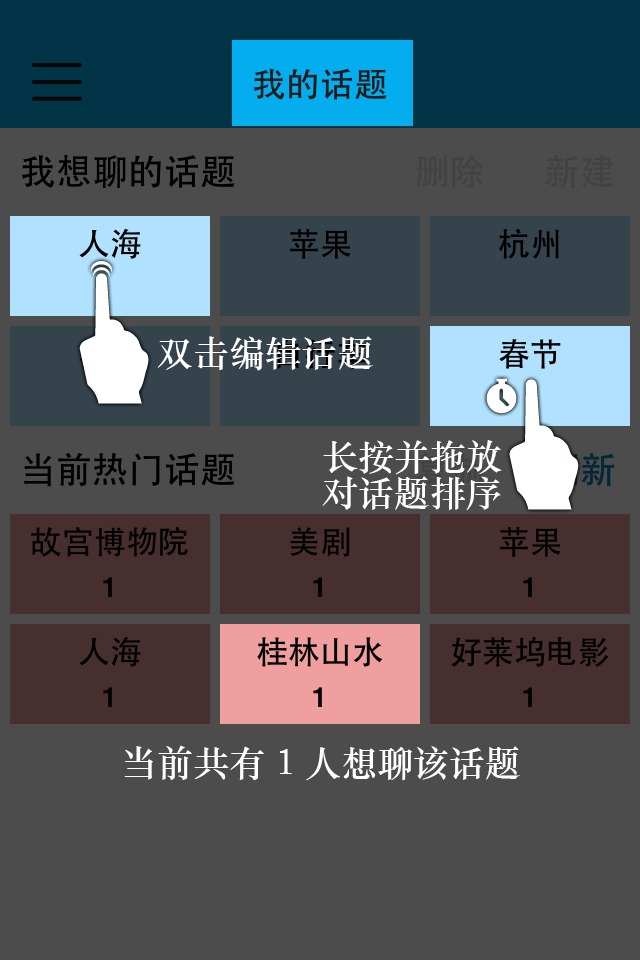 我的话题
我想聊的话题 删除 新建
人海 苹果 杭州
双击编辑话题 春节
长按并拖放
对话题排序
当前热门话题 新
故宫博物院 美剧 苹果
1 1 1
人海 桂林山水 好莱坞电影
1 1 1
当前共有 1 人想聊该话题